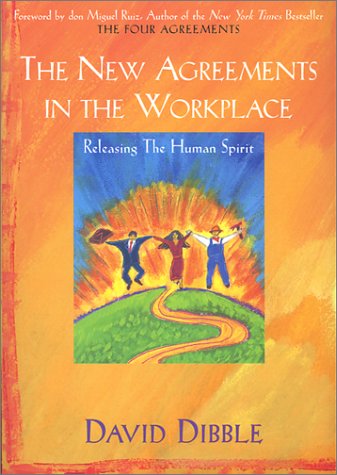 Foreword by don Miguel Ruiz, Author of the New York Times Bestseller
THE FOUR AGREEMENTS
THE NEW AGREEMENTS
IN THE WORKPLACE
Releasing The Human Spirit
DAVID DIBBLE